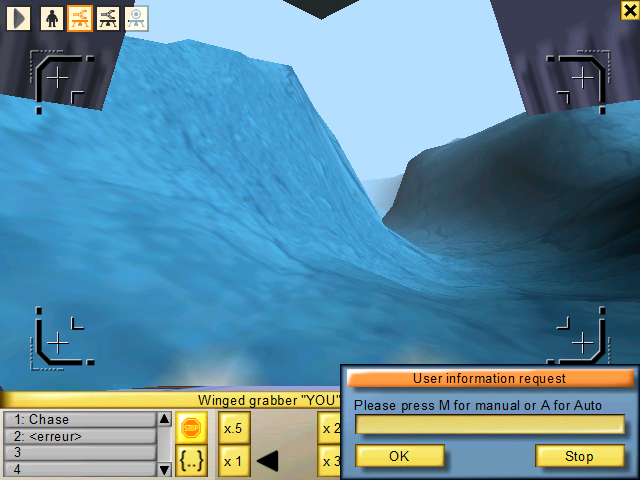 Winged grabber "YOU"
1: Chase
2: <erreur>
3
4
STOP
{..}
x.5
x 1
x 2
x 3
User information request
Please press M for manual or A for Auto
OK
Stop